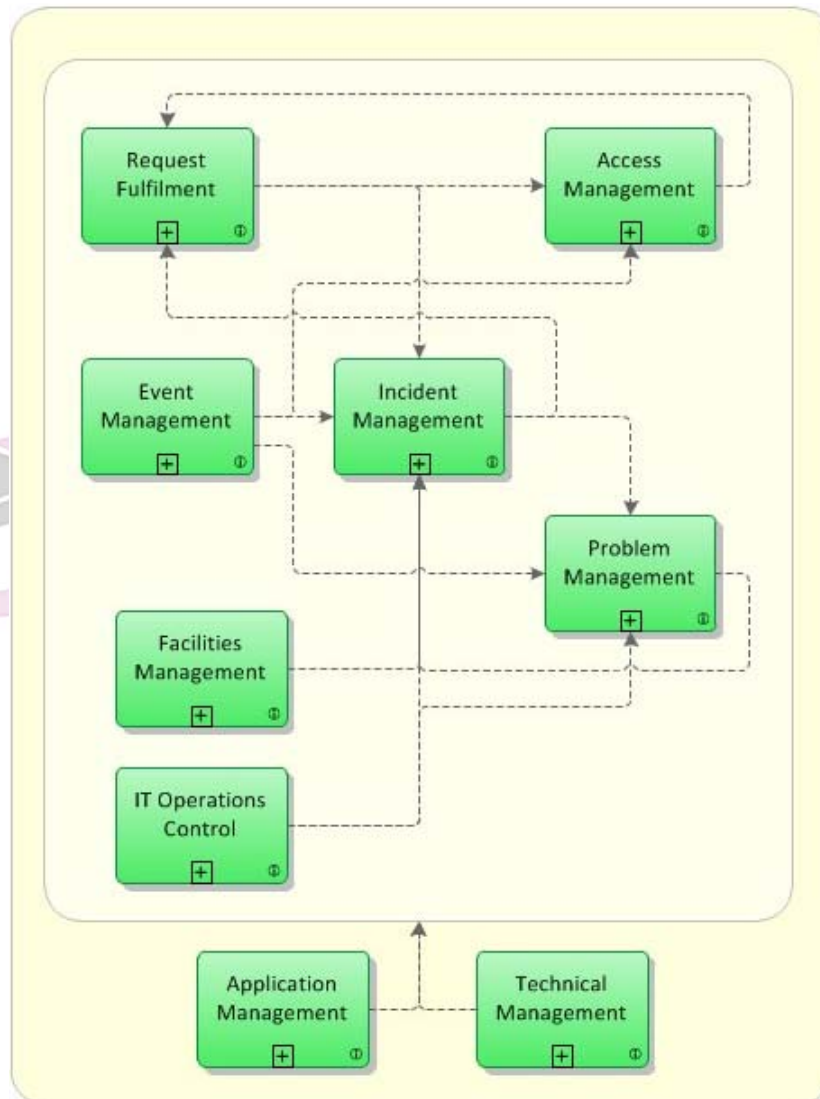 Request
Fulfilment
Access
Management
Event
Management
Incident
Management
Problem
Management
Facilities
Management
IT Operations
Control
Application
Management
Technical
Management